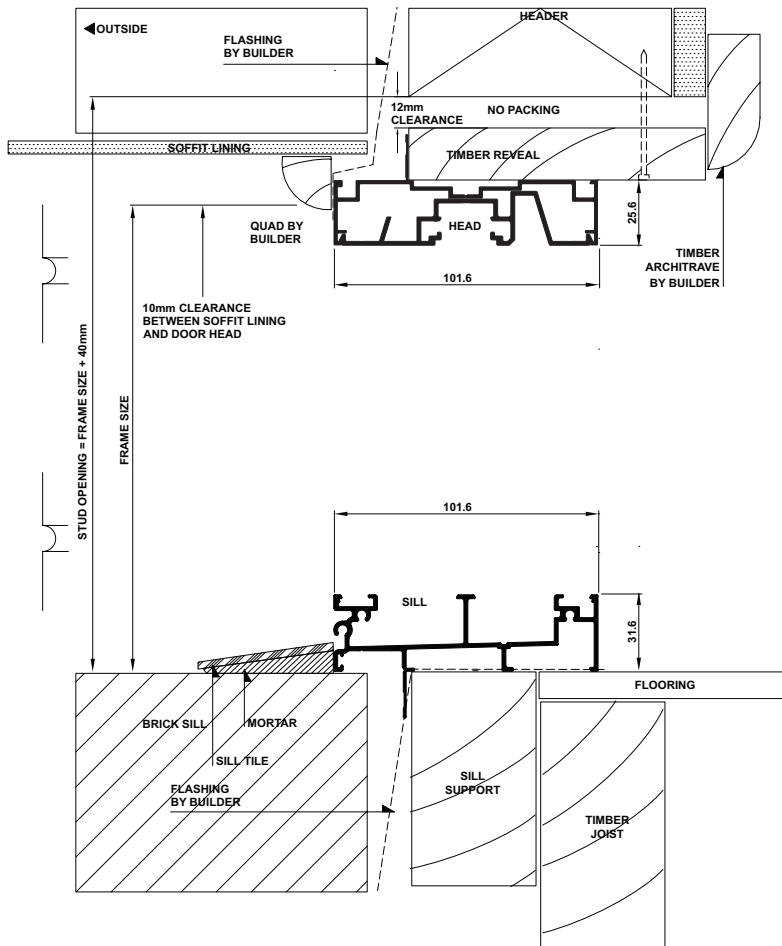 OUTSIDE
HEADER
FLASHING
BY BUILDER
12mm
CLEARANCE
NO PACKING
SOFFIT LINING
TIMBER REVEAL
QUAD BY
BUILDER
HEAD
25.6
TIMBER
ARCHITRAVE
BY BUILDER
101.6
10mm CLEARANCE
BETWEEN SOFFIT LINING
AND DOOR HEAD
STUD OPENING = FRAME SIZE + 40mm
FRAME SIZE
101.6
SILL
31.6
FLOORING
BRICK SILL
MORTAR
SILL TILE
FLASHING
BY BUILDER
SILL
SUPPORT
TIMBER
JOIST